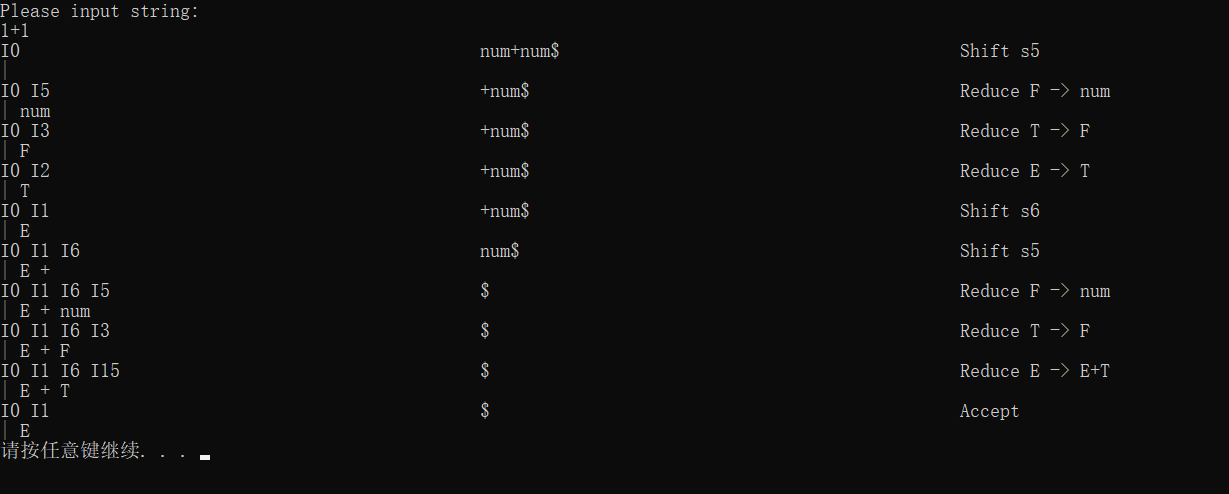 Please input string:
1+1
I0 num+num$ Shift s5
|
I0 I5 +num$ Reduce F -> num
| num
I0 I3 +num$ Reduce T -> F
| F
I0 I2 +num$ Reduce E -> T
| T
I0 I1 +num$ Shift s6
| E
I0 I1 I6 num$ Shift s5
| E +
I0 I1 I6 I5 $ Reduce F -> num
| E + num
I0 I1 I6 I3 $ Reduce T -> F
| E + F
I0 I1 I6 I15 $ Reduce E -> E+T
| E + T
I0 I1 $ Accept
| E
请按任意键继续. . .